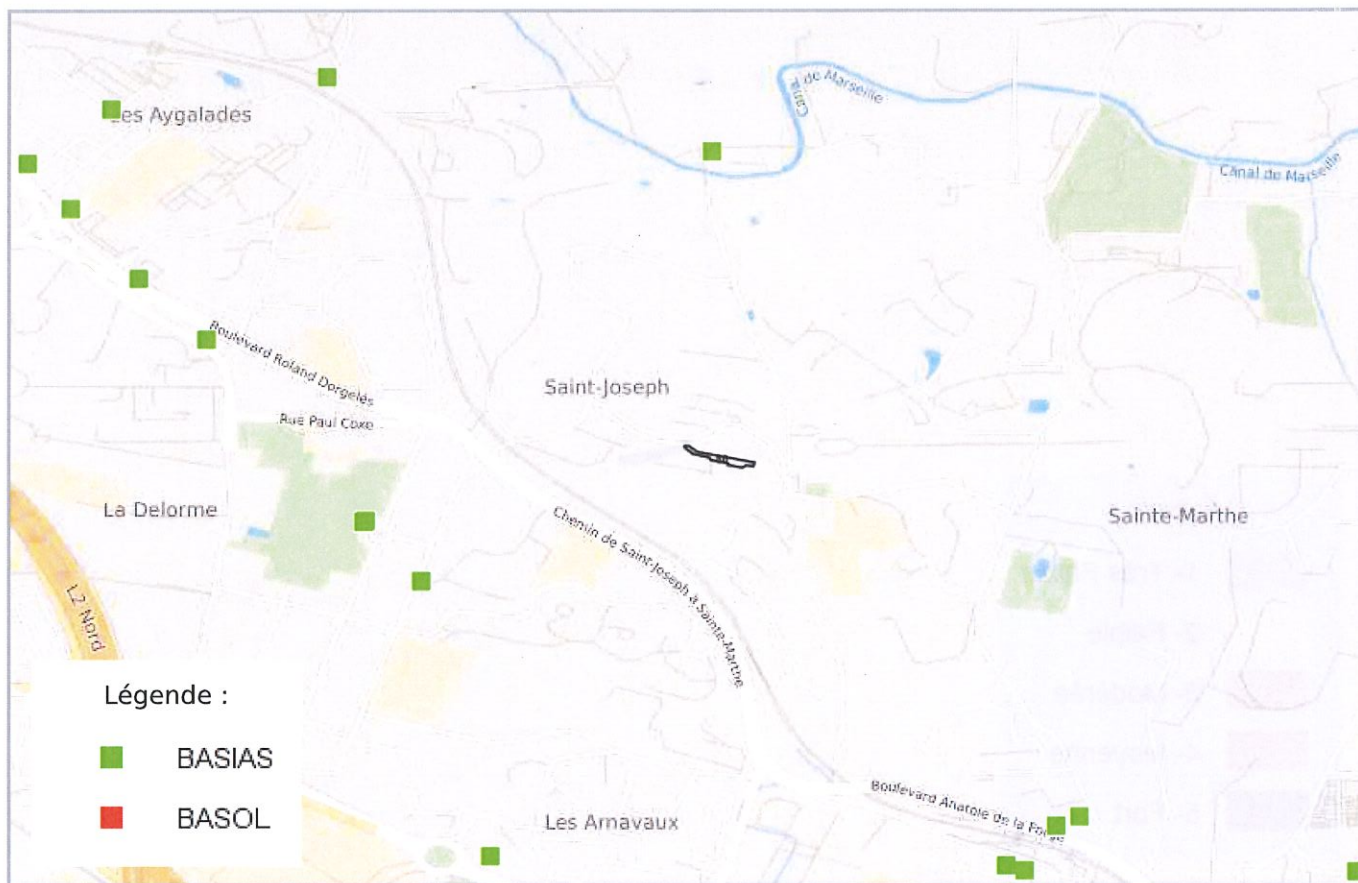 Les Aygalades
Canal de Marseille
Canal de Marseille
Boulevard Roland Dorgelès
Rue Paul Coxe
Saint-Joseph
La Delorme
Sainte-Marthe
Chemin de Saint-Joseph à Sainte-Marthe
L2 Nord
Légende :
BASIAS
BASOL
Les Arnavaux
Boulevard Anatole de la Forge